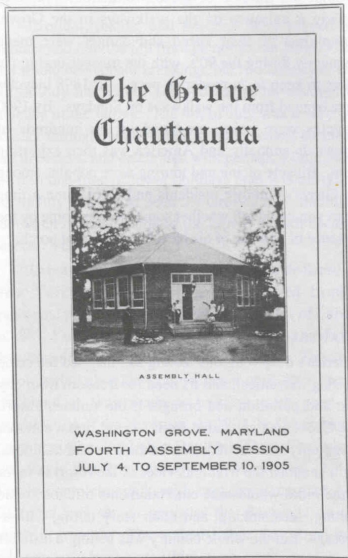 The Grove
Chautauqua
ASSEMBLY HALL
WASHINGTON GROVE, MARYLAND
FOURTH ASSEMBLY SESSION
JULY 4, TO SEPTEMBER 10, 1905